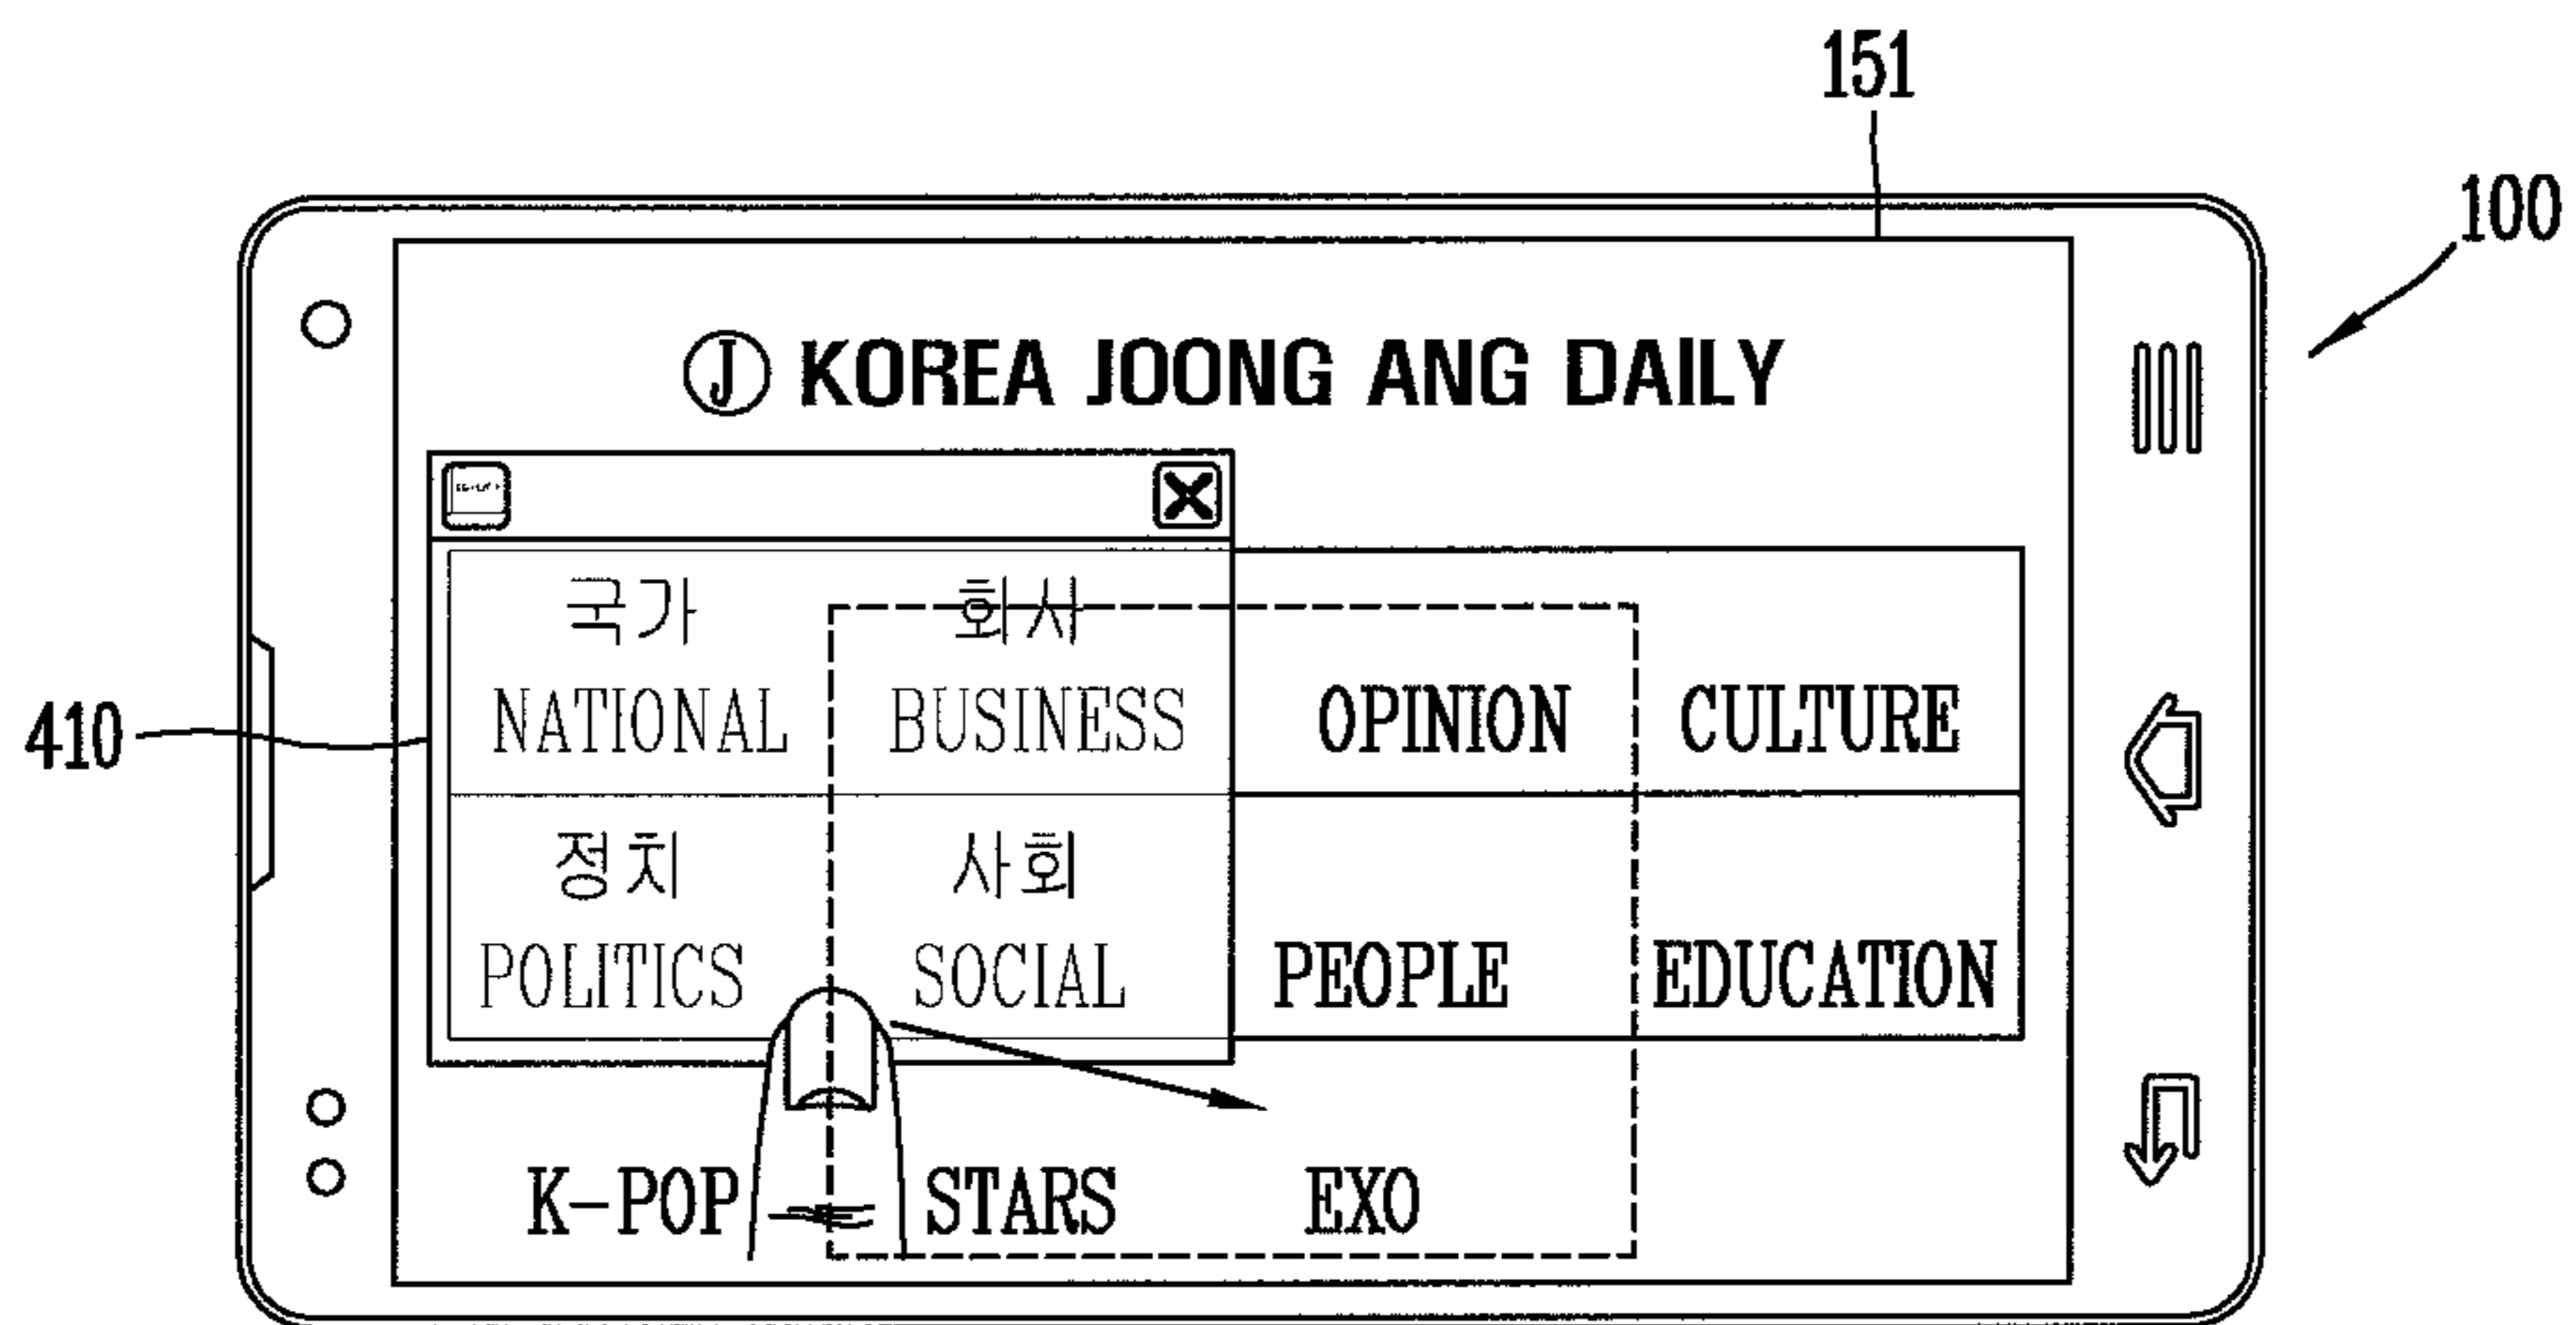 151
100
Ⓙ KOREA JOONG ANG DAILY
국가 회사
NATIONAL BUSINESS OPINION CULTURE
410
정치 사회
POLITICS SOCIAL PEOPLE EDUCATION
K-POP STARS EXO